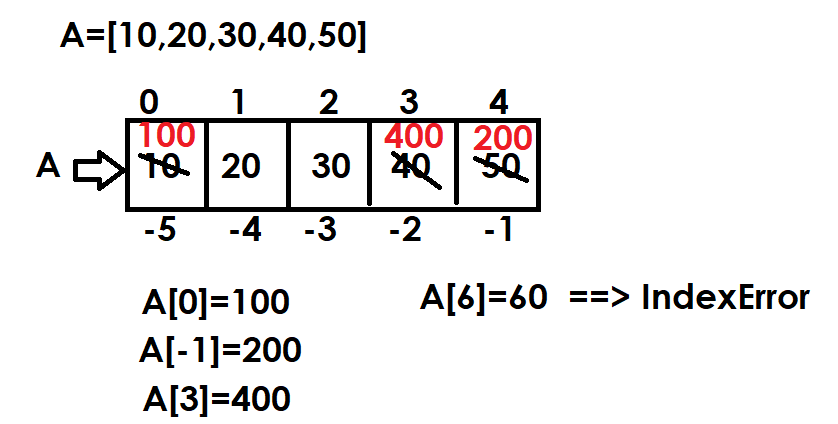 A=[10,20,30,40,50]
0 1 2 3 4
100 400 200
A 10 20 30 40 50
-5 -4 -3 -2 -1
A[0]=100 A[6]=60 ==> IndexError
A[-1]=200
A[3]=400